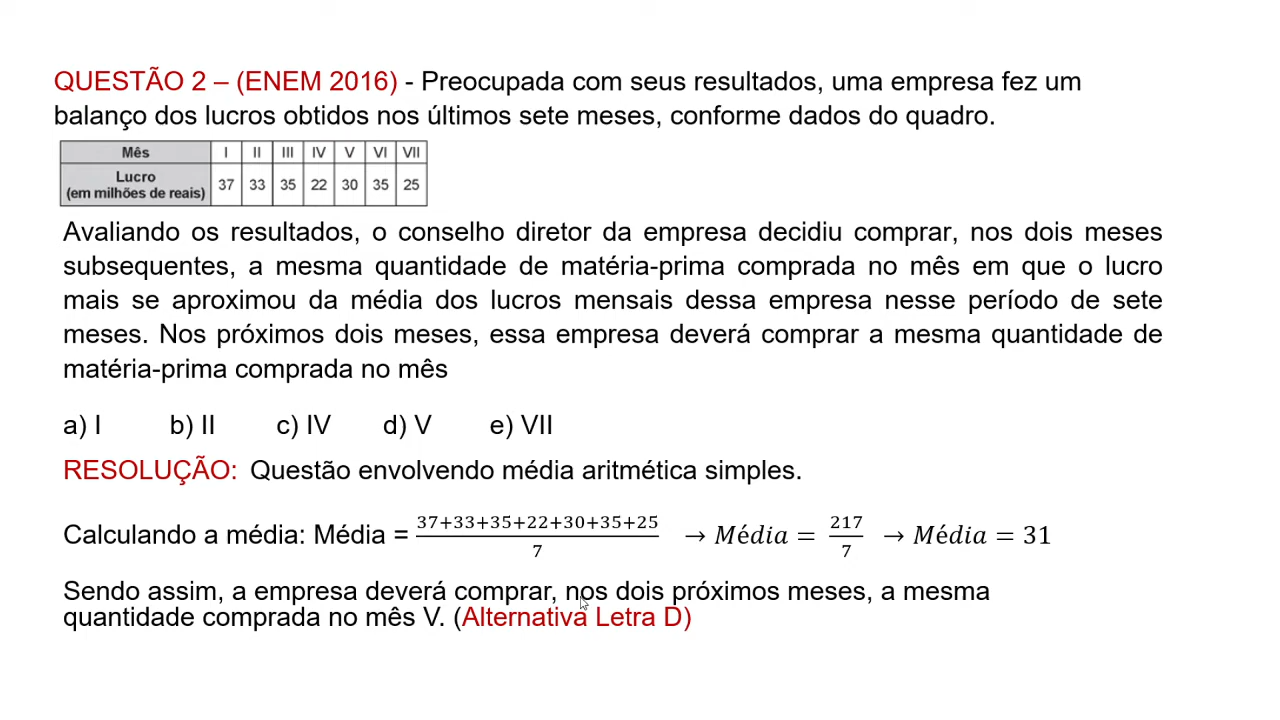 QUESTÃO 2 – (ENEM 2016) - Preocupada com seus resultados, uma empresa fez um
balanço dos lucros obtidos nos últimos sete meses, conforme dados do quadro.
Mês I II III IV V VI VII
Lucro
(em milhões de reais) 37 33 35 22 30 35 25
Avaliando os resultados, o conselho diretor da empresa decidiu comprar, nos dois meses
subsequentes, a mesma quantidade de matéria-prima comprada no mês em que o lucro
mais se aproximou da média dos lucros mensais dessa empresa nesse período de sete
meses. Nos próximos dois meses, essa empresa deverá comprar a mesma quantidade de
matéria-prima comprada no mês
a) I b) II c) IV d) V e) VII
RESOLUÇÃO: Questão envolvendo média aritmética simples.
Calculando a média: Média = 37+33+35+22+30+35+25/7 → Média = 217/7 → Média = 31
Sendo assim, a empresa deverá comprar, nos dois próximos meses, a mesma
quantidade comprada no mês V. (Alternativa Letra D)